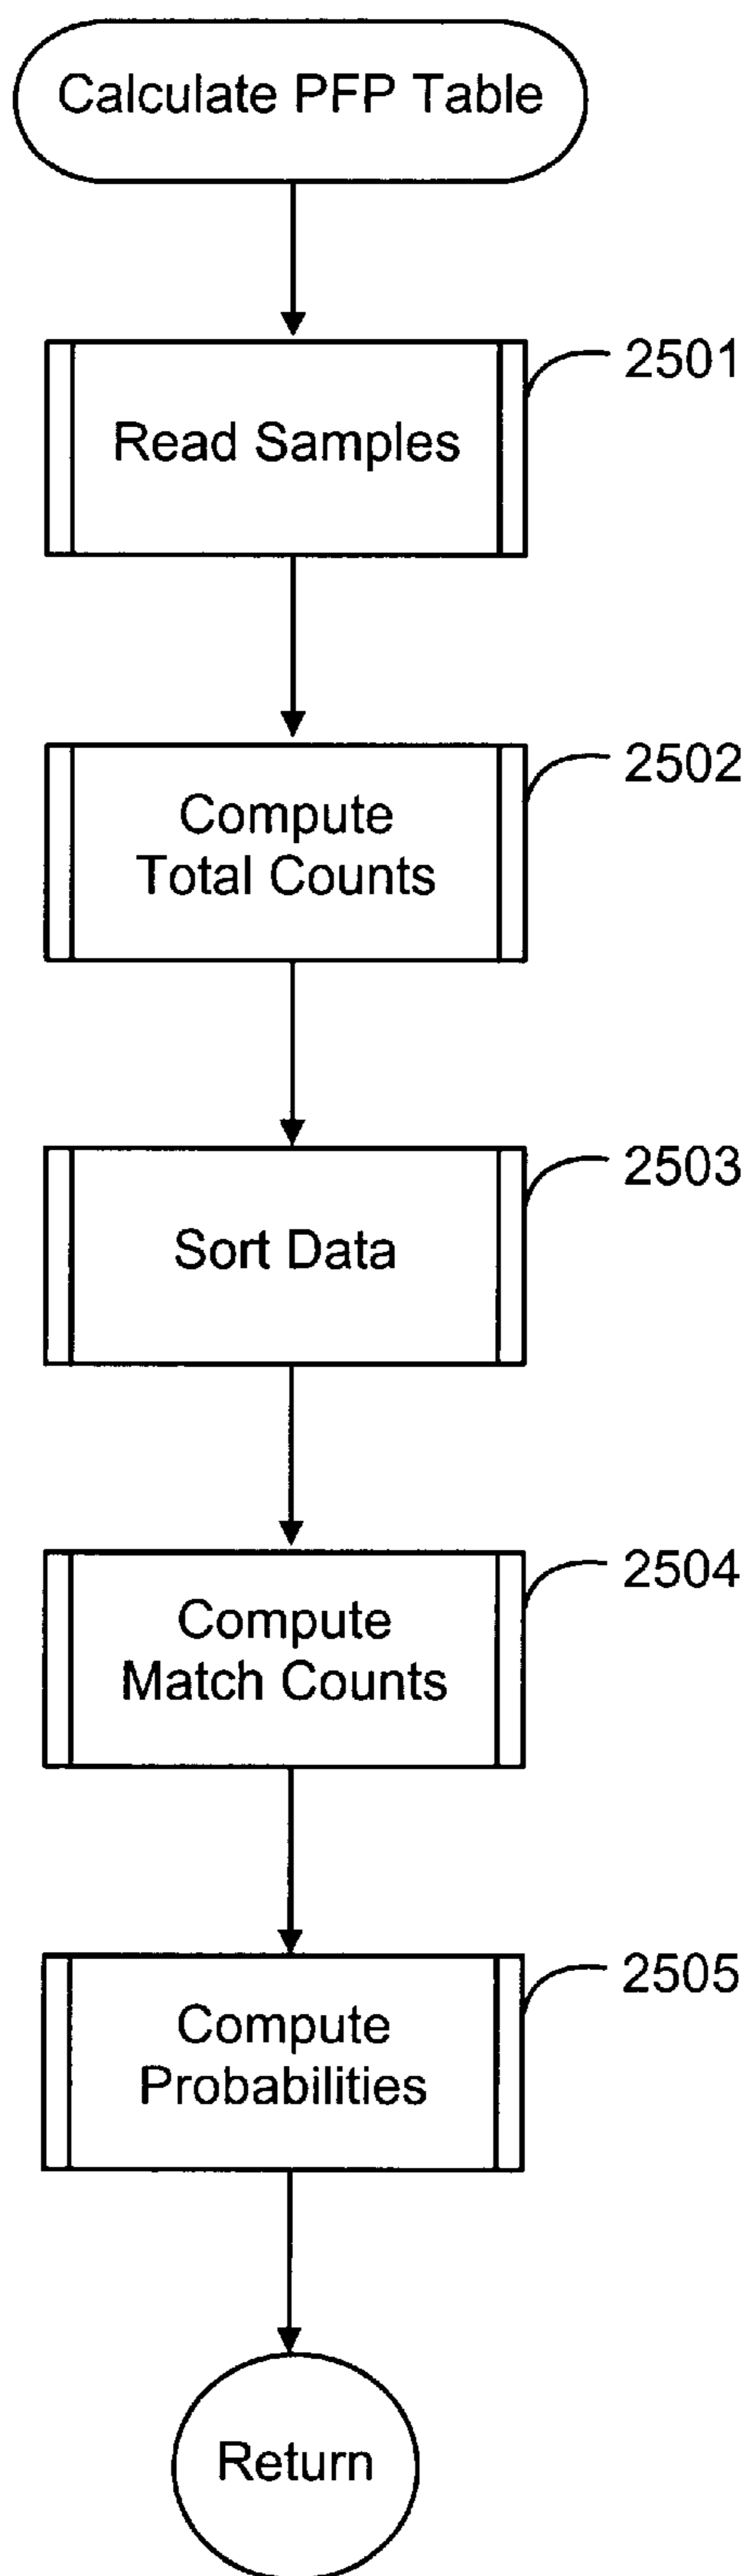 Calculate PFP Table
2501
Read Samples
2502
Compute
Total Counts
2503
Sort Data
2504
Compute
Match Counts
2505
Compute
Probabilities
Return